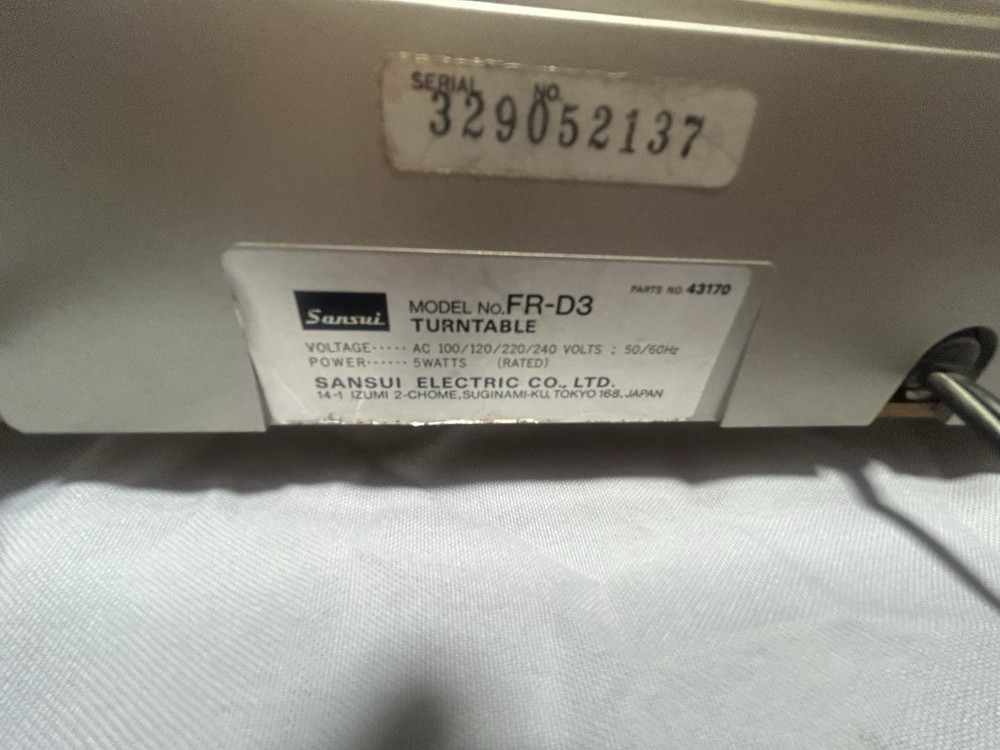 SERIAL NO.
329052137
Sansui
MODEL No. FR-D3
TURNTABLE
PARTS NO. 43170
VOLTAGE····· AC 100/120/220/240 VOLTS : 50/60Hz
POWER······ 5WATTS (RATED)
SANSUI ELECTRIC CO., LTD.
14-1 IZUMI 2-CHOME, SUGINAMI-KU, TOKYO 168, JAPAN